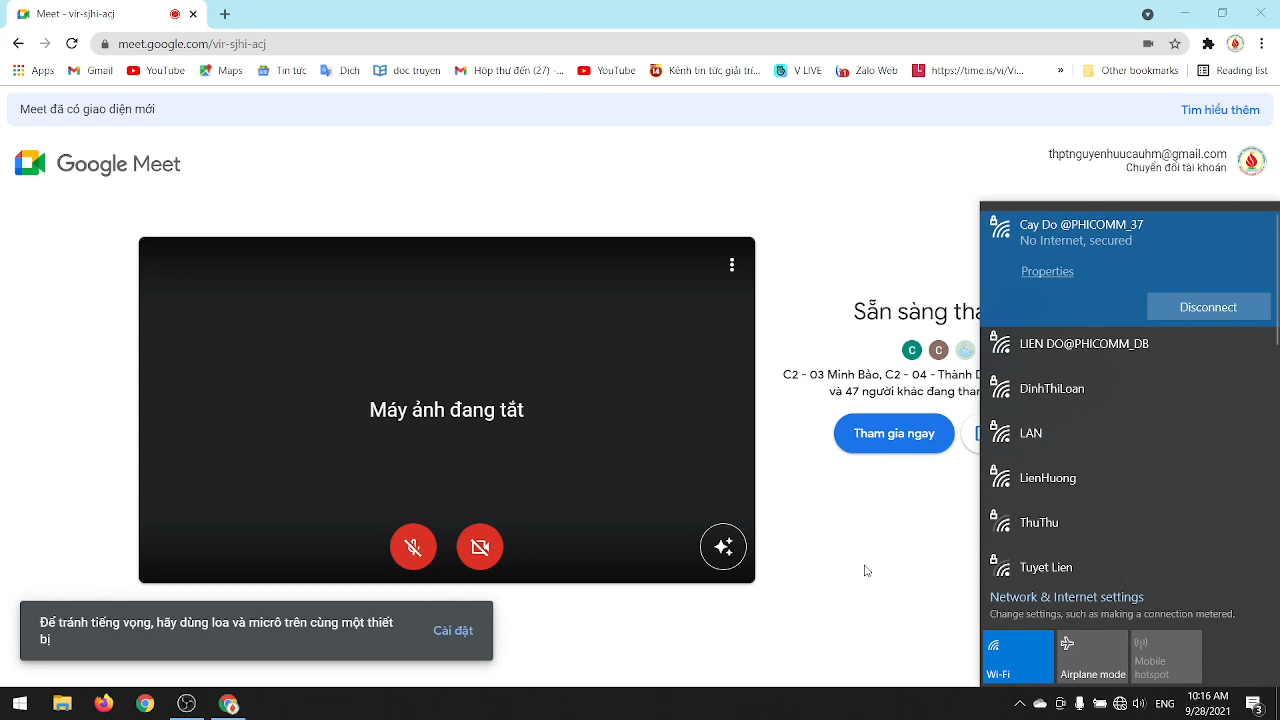 Meet - vir-sjhi-acj
meet.google.com/vir-sjhi-acj
Apps Gmail YouTube Maps Tin tức Dịch doc truyen Hộp thư đến (27) -... YouTube Kênh tin tức giải trí... V LIVE Zalo Web https://time.is/vi/Vi... » Other bookmarks Reading list
Meet đã có giao diện mới
Tìm hiểu thêm
Google Meet
thptnguyenhuucauhm@gmail.com
Chuyển đổi tài khoản
Máy ảnh đang tắt
Sẵn sàng tha
C C
C2 - 03 Minh Bảo, C2 - 04 - Thành D
và 47 người khác đang tham
Tham gia ngay
Để tránh tiếng vọng, hãy dùng loa và micrô trên cùng một thiết
bị
Cài đặt
Cay Do @PHICOMM_37
No Internet, secured
Properties
Disconnect
LIEN DO@PHICOMM_DB
DinhThiLoan
LAN
LienHuong
ThuThu
Tuyet Lien
Network & Internet settings
Change settings, such as making a connection metered.
Wi-Fi
Airplane mode
Mobile
hotspot
ENG
10:16 AM
9/28/2021
3